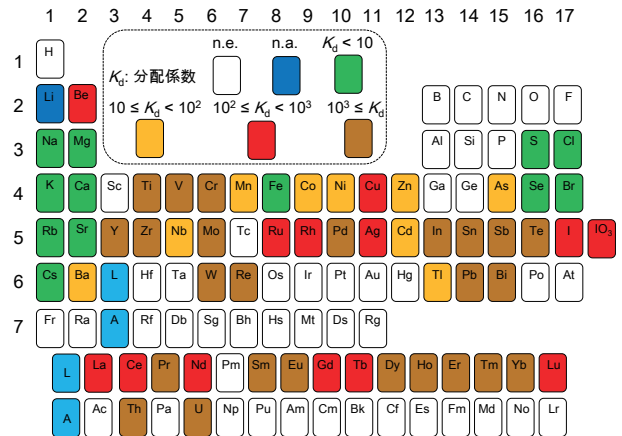 1 2 3 4 5 6 7 8 9 10 11 12 13 14 15 16 17
n.e. n.a. Kd < 10
1 H
Kd: 分配係数
10 ≤ Kd < 10² 10² ≤ Kd < 10³ 10³ ≤ Kd
2 Li Be B C N O F
3 Na Mg Al Si P S Cl
4 K Ca Sc Ti V Cr Mn Fe Co Ni Cu Zn Ga Ge As Se Br
5 Rb Sr Y Zr Nb Mo Tc Ru Rh Pd Ag Cd In Sn Sb Te I IO₃
6 Cs Ba L Hf Ta W Re Os Ir Pt Au Hg Tl Pb Bi Po At
7 Fr Ra A Rf Db Sg Bh Hs Mt Ds Rg
L La Ce Pr Nd Pm Sm Eu Gd Tb Dy Ho Er Tm Yb Lu
A Ac Th Pa U Np Pu Am Cm Bk Cf Es Fm Md No Lr